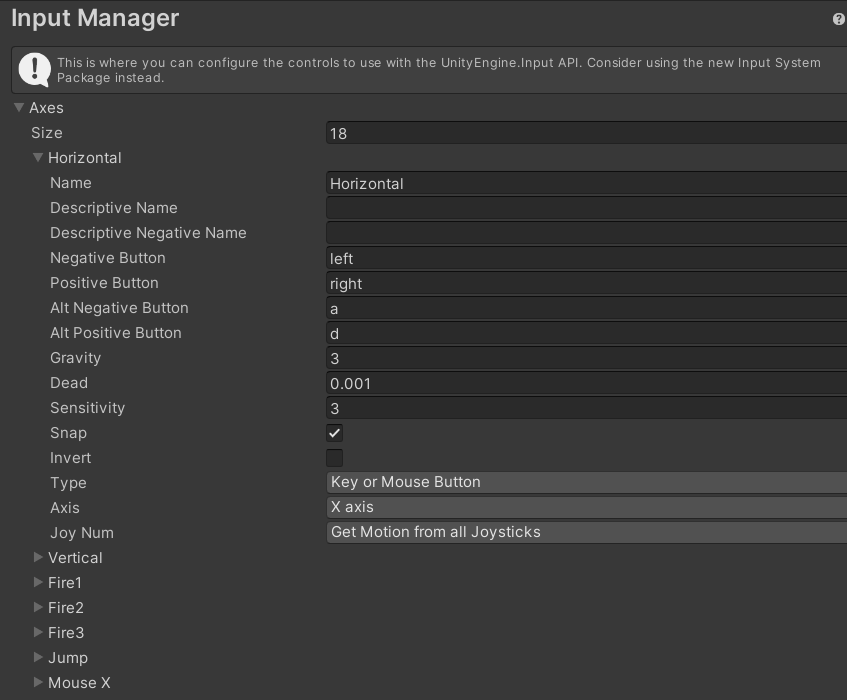 Input Manager
This is where you can configure the controls to use with the UnityEngine.Input API. Consider using the new Input System
Package instead.
Axes
Size 18
Horizontal
Name Horizontal
Descriptive Name
Descriptive Negative Name
Negative Button left
Positive Button right
Alt Negative Button a
Alt Positive Button d
Gravity 3
Dead 0.001
Sensitivity 3
Snap
Invert
Type Key or Mouse Button
Axis X axis
Joy Num Get Motion from all Joysticks
Vertical
Fire1
Fire2
Fire3
Jump
Mouse X